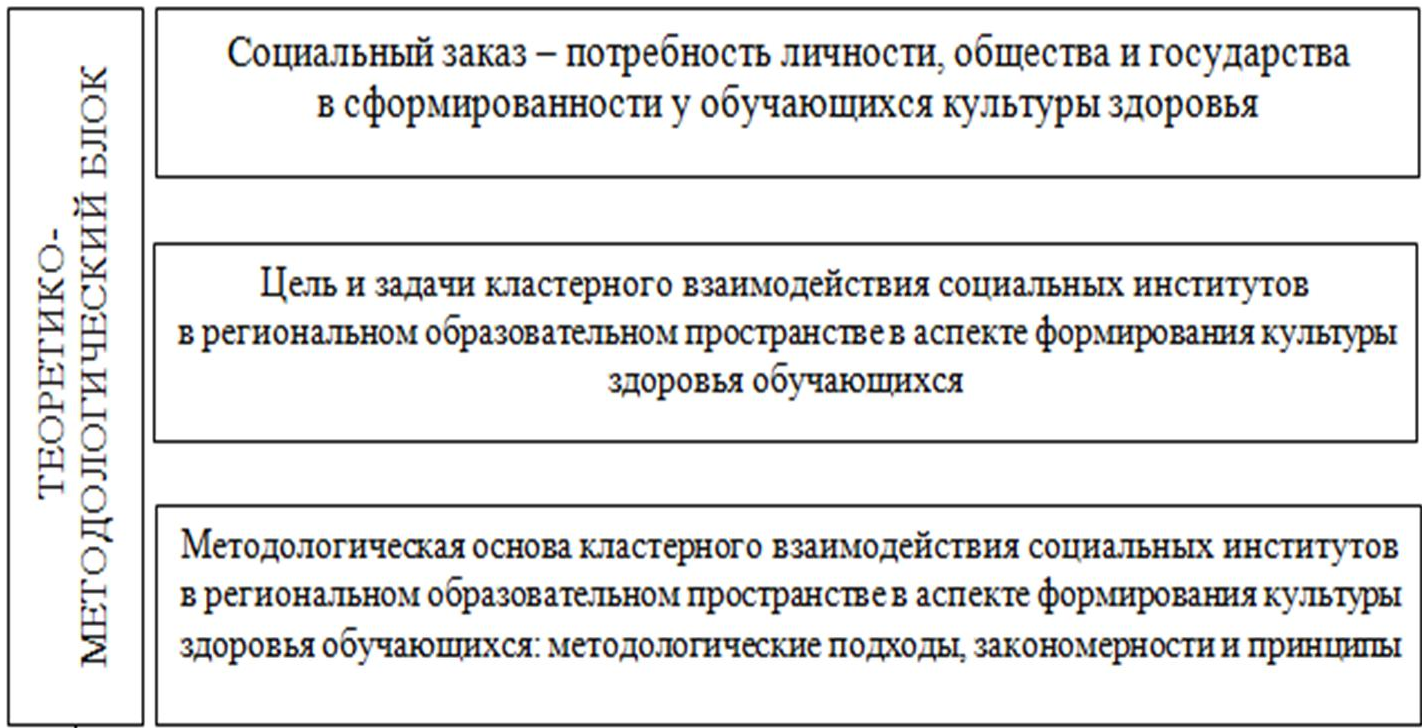 ТЕОРЕТИКО-
МЕТОДОЛОГИЧЕСКИЙ БЛОК
Социальный заказ – потребность личности, общества и государства
в сформированности у обучающихся культуры здоровья
Цель и задачи кластерного взаимодействия социальных институтов
в региональном образовательном пространстве в аспекте формирования культуры
здоровья обучающихся
Методологическая основа кластерного взаимодействия социальных институтов
в региональном образовательном пространстве в аспекте формирования культуры
здоровья обучающихся: методологические подходы, закономерности и принципы